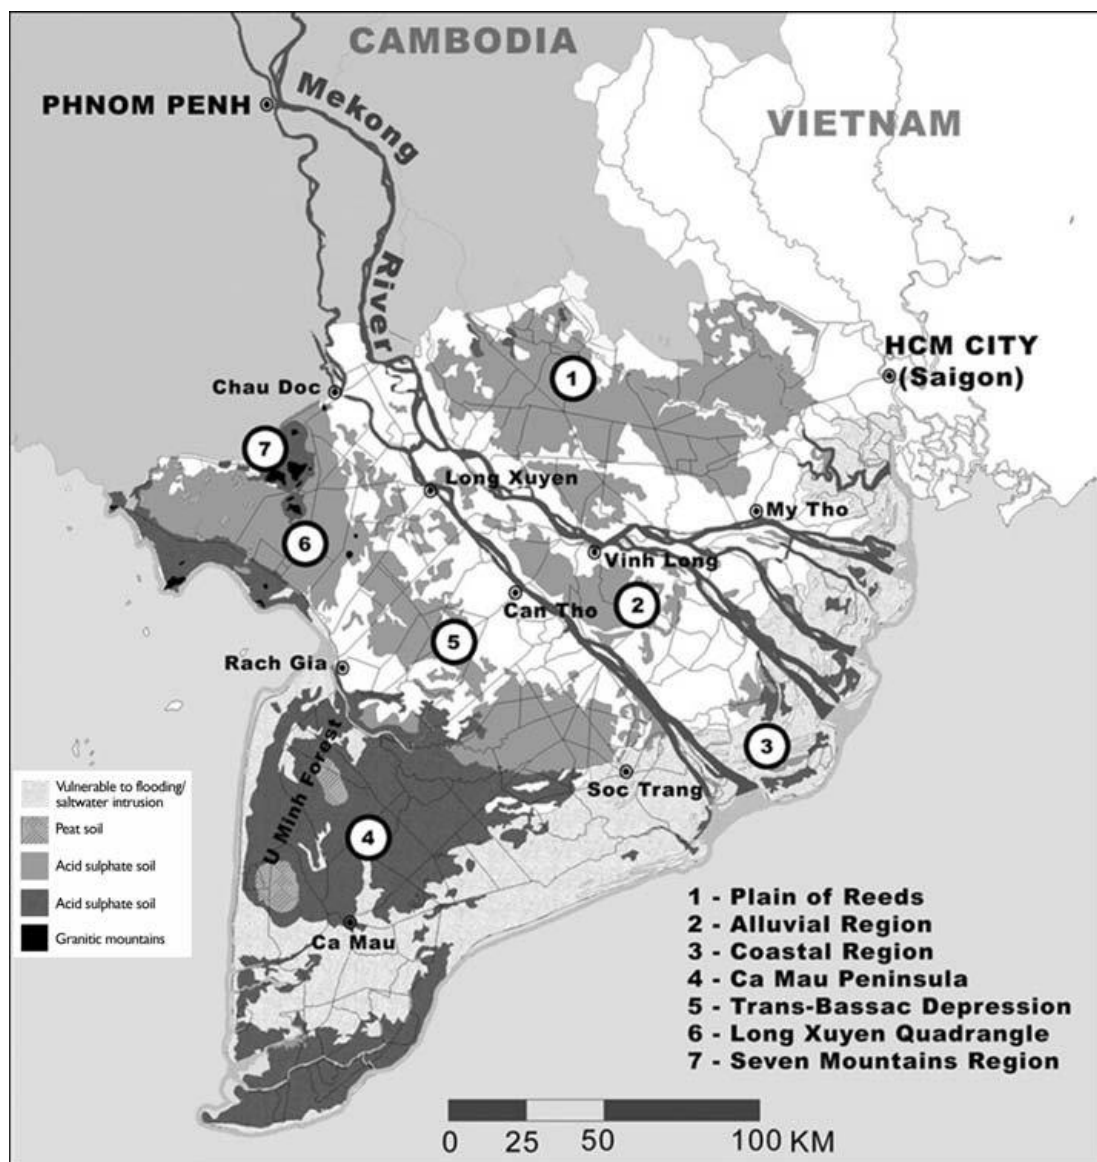 CAMBODIA
PHNOM PENH
Mekong
River
VIETNAM
HCM CITY
(Saigon)
1
Chau Doc
7
Long Xuyen
My Tho
6
Vinh Long
2
Can Tho
5
Rach Gia
3
U Minh Forest
Soc Trang
4
Ca Mau
Vulnerable to flooding/
saltwater intrusion
Peat soil
Acid sulphate soil
Acid sulphate soil
Granitic mountains
1 - Plain of Reeds
2 - Alluvial Region
3 - Coastal Region
4 - Ca Mau Peninsula
5 - Trans-Bassac Depression
6 - Long Xuyen Quadrangle
7 - Seven Mountains Region
0 25 50 100 KM